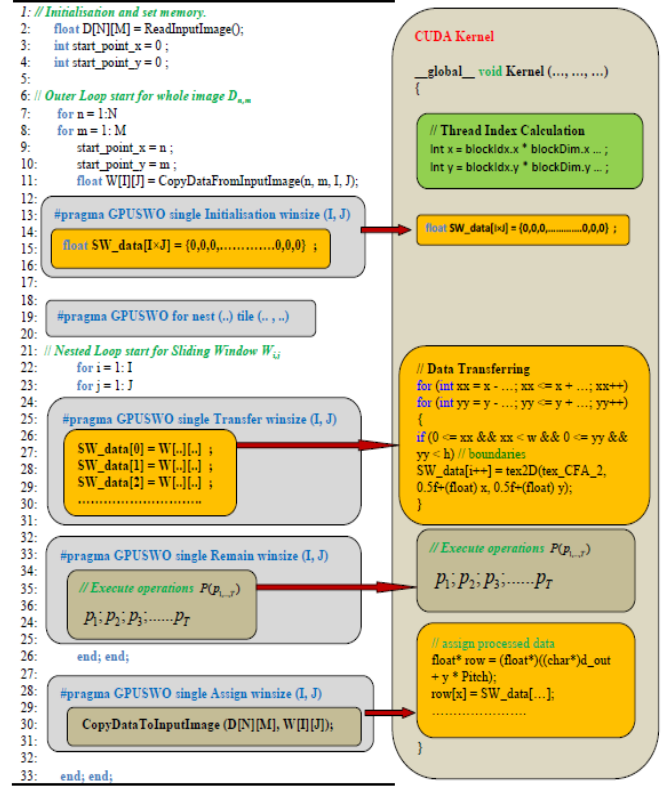 1: // Initialisation and set memory.
2: float D[N][M] = ReadInputImage();
3: int start_point_x = 0 ;
4: int start_point_y = 0 ;
5:
6: // Outer Loop start for whole image Dn,m
7: for n = 1:N
8: for m = 1: M
9: start_point_x = n ;
10: start_point_y = m ;
11: float W[I][J] = CopyDataFromInputImage(n, m, I, J);
12:
13: #pragma GPUSWO single Initialisation winsize (I, J)
14:
15: float SW_data[I×J] = {0,0,0,…………0,0,0} ;
16:
17:
18:
19: #pragma GPUSWO for nest (..) tile (.. , ..)
20:
21: // Nested Loop start for Sliding Window Wi,j
22: for i = 1: I
23: for j = 1: J
24:
25: #pragma GPUSWO single Transfer winsize (I, J)
26:
27: SW_data[0] = W[..][..] ;
28: SW_data[1] = W[..][..] ;
29: SW_data[2] = W[..][..] ;
30: ………………………..
31:
32:
33: #pragma GPUSWO single Remain winsize (I, J)
34:
35: // Execute operations P(p1,..,T)
36:
24: p1; p2; p3;……pT
25:
26: end; end;
27:
28: #pragma GPUSWO single Assign winsize (I, J)
29:
30: CopyDataToInputImage (D[N][M], W[I][J]);
31:
32:
33: end; end;
CUDA Kernel
__global__ void Kernel (…, …, …)
{
// Thread Index Calculation
Int x = blockIdx.x * blockDim.x … ;
Int y = blockIdx.y * blockDim.y … ;
float SW_data[I×J] = {0,0,0,…………0,0,0} ;
// Data Transferring
for (int xx = x - …; xx <= x + …; xx++)
for (int yy = y - …; yy <= y + …; yy++)
{
if (0 <= xx && xx < w && 0 <= yy &&
yy < h) // boundaries
SW_data[i++] = tex2D(tex_CFA_2,
0.5f+(float) x, 0.5f+(float) y);
}
// Execute operations P(p1,..,T)
p1; p2; p3;……pT
// assign processed data
float* row = (float*)((char*)d_out
+ y * Pitch);
row[x] = SW_data[…];
…………………
}